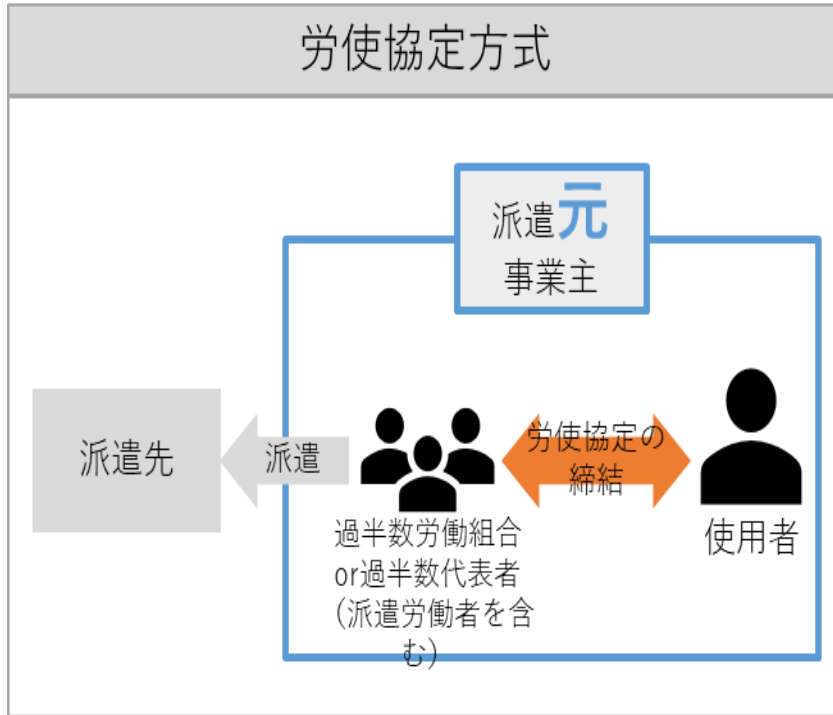 労使協定方式
派遣元
事業主
派遣先
派遣
労使協定の
締結
過半数労働組合
or過半数代表者
(派遣労働者を含
む)
使用者